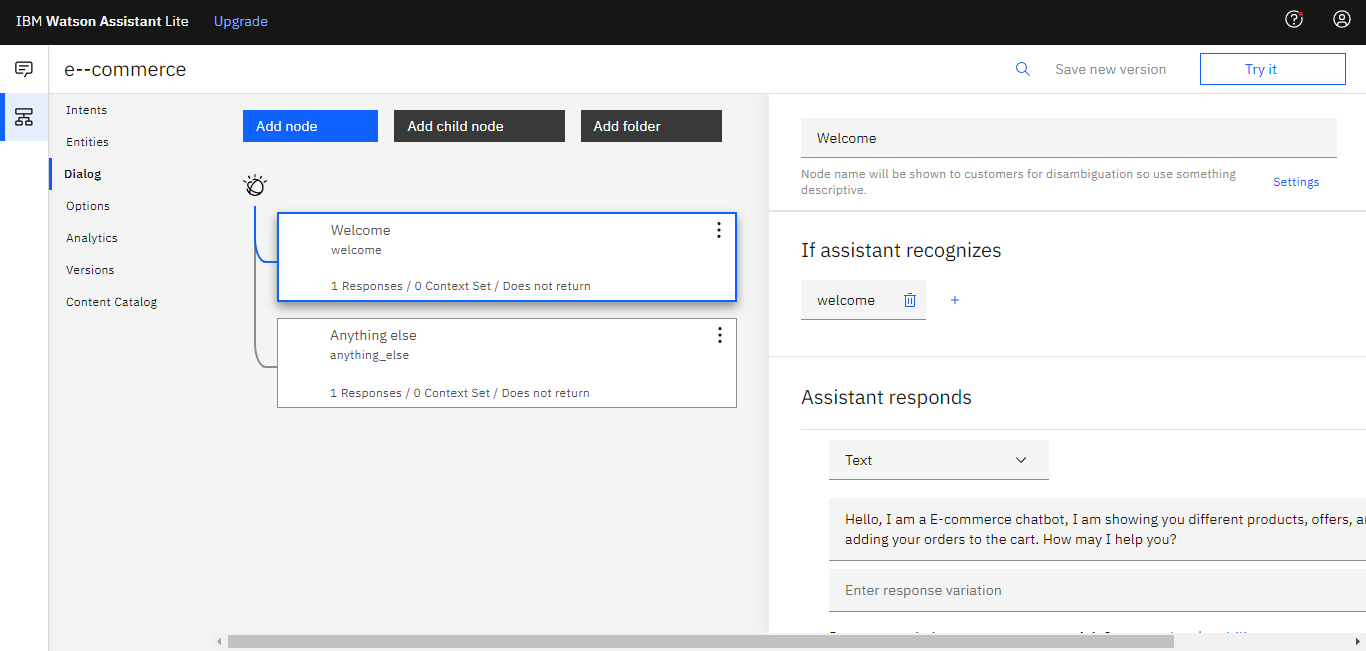 IBM Watson Assistant Lite Upgrade
e--commerce Save new version Try it
Intents
Entities
Dialog
Options
Analytics
Versions
Content Catalog
Add node Add child node Add folder
Welcome
welcome
1 Responses / 0 Context Set / Does not return
Anything else
anything_else
1 Responses / 0 Context Set / Does not return
Welcome
Node name will be shown to customers for disambiguation so use something
descriptive.
Settings
If assistant recognizes
welcome
Assistant responds
Text
Hello, I am a E-commerce chatbot, I am showing you different products, offers,
adding your orders to the cart. How may I help you?
Enter response variation